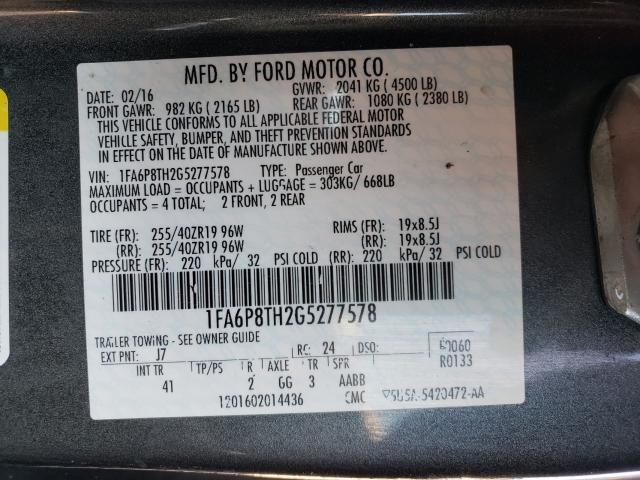 MFD. BY FORD MOTOR CO.
DATE: 02/16 GVWR: 2041 KG ( 4500 LB)
FRONT GAWR: 982 KG ( 2165 LB) REAR GAWR: 1080 KG ( 2380 LB)
THIS VEHICLE CONFORMS TO ALL APPLICABLE FEDERAL MOTOR
VEHICLE SAFETY, BUMPER, AND THEFT PREVENTION STANDARDS
IN EFFECT ON THE DATE OF MANUFACTURE SHOWN ABOVE.
VIN: 1FA6P8TH2G5277578 TYPE: Passenger Car
MAXIMUM LOAD = OCCUPANTS + LUGGAGE = 303KG/ 668LB
OCCUPANTS = 4 TOTAL; 2 FRONT, 2 REAR
TIRE (FR): 255/40ZR19 96W RIMS (FR): 19x8.5J
(RR): 255/40ZR19 96W (RR): 19x8.5J
PRESSURE (FR): 220 kPa/ 32 PSI COLD (RR): 220 kPa/ 32 PSI COLD
1FA6P8TH2G5277578
TRAILER TOWING - SEE OWNER GUIDE
EXT PNT: J7 RC: 24 DSO: E0060
R0133
INT TR TP/PS R AXLE TR SPR
41 2 GG 3 AABB
1201602014436 CMC 5U5A-5420472-AA